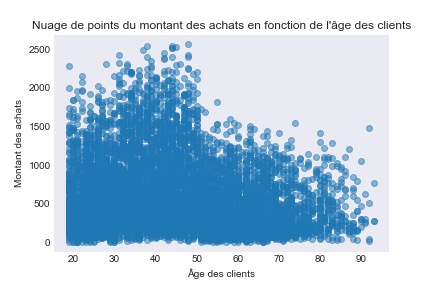 Nuage de points du montant des achats en fonction de l'âge des clients
2500
2000
1500
1000
500
0
Montant des achats
20 30 40 50 60 70 80 90
Âge des clients